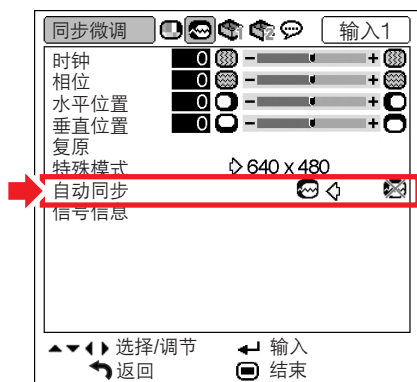 同步微调 输入1
时钟 0 - +
相位 0 - +
水平位置 0 - +
垂直位置 0 - +
复原
特殊模式 640 x 480
自动同步
信号信息
选择/调节 输入
返回 结束